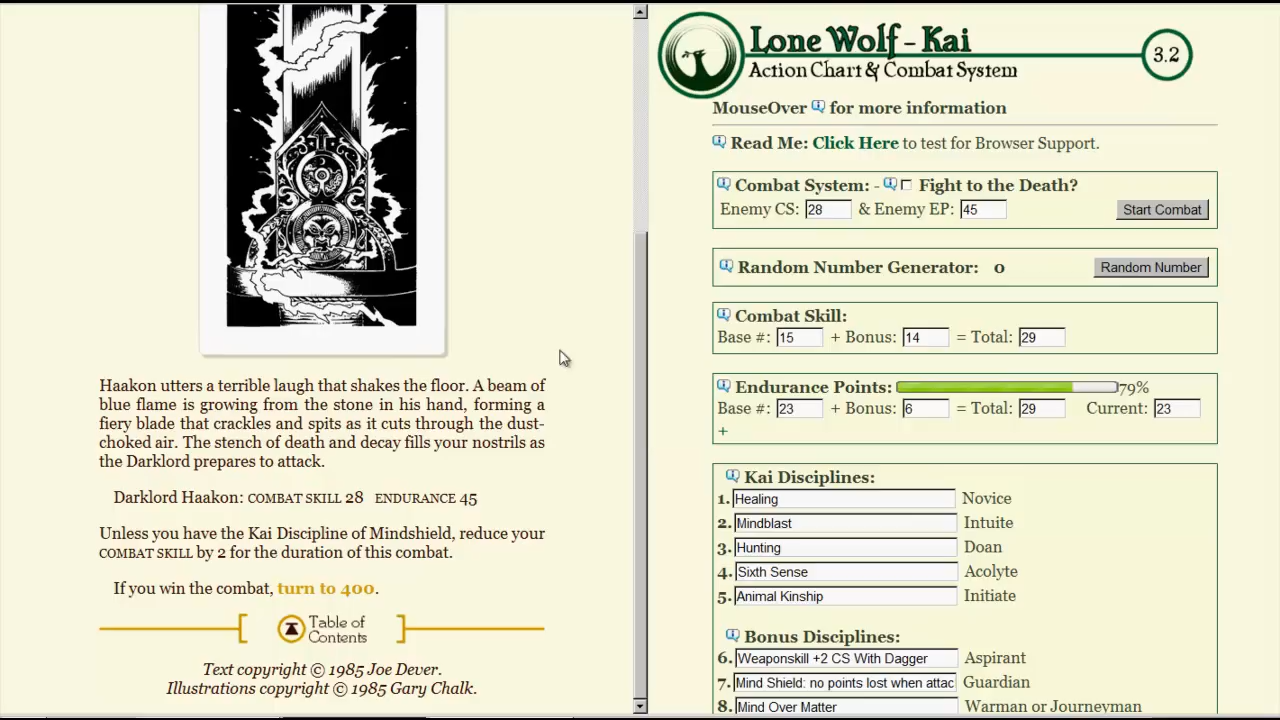 Haakon utters a terrible laugh that shakes the floor. A beam of
blue flame is growing from the stone in his hand, forming a
fiery blade that crackles and spits as it cuts through the dust-
choked air. The stench of death and decay fills your nostrils as
the Darklord prepares to attack.
Darklord Haakon: COMBAT SKILL 28 ENDURANCE 45
Unless you have the Kai Discipline of Mindshield, reduce your
COMBAT SKILL by 2 for the duration of this combat.
If you win the combat, turn to 400.
Table of
Contents
Text copyright © 1985 Joe Dever.
Illustrations copyright © 1985 Gary Chalk.
Lone Wolf - Kai
Action Chart & Combat System
3.2
MouseOver for more information
Read Me: Click Here to test for Browser Support.
Combat System: - Fight to the Death?
Enemy CS: 28 & Enemy EP: 45 Start Combat
Random Number Generator: 0 Random Number
Combat Skill:
Base #: 15 + Bonus: 14 = Total: 29
Endurance Points: 79%
Base #: 23 + Bonus: 6 = Total: 29 Current: 23
+
Kai Disciplines:
1. Healing Novice
2. Mindblast Intuite
3. Hunting Doan
4. Sixth Sense Acolyte
5. Animal Kinship Initiate
Bonus Disciplines:
6. Weaponskill +2 CS With Dagger Aspirant
7. Mind Shield: no points lost when attac Guardian
8. Mind Over Matter Warman or Journeyman